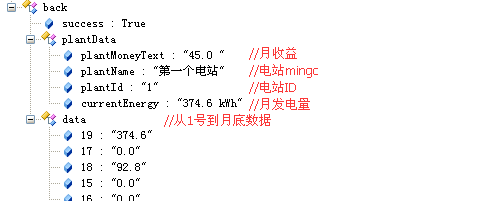 back
success : True
plantData
plantMoneyText : "45.0 " //月收益
plantName : "第一个电站" //电站mingc
plantId : "1" //电站ID
currentEnergy : "374.6 kWh" //月发电量
data //从1号到月底数据
19 : "374.6"
17 : "0.0"
18 : "92.8"
15 : "0.0"
16 : "0.0"